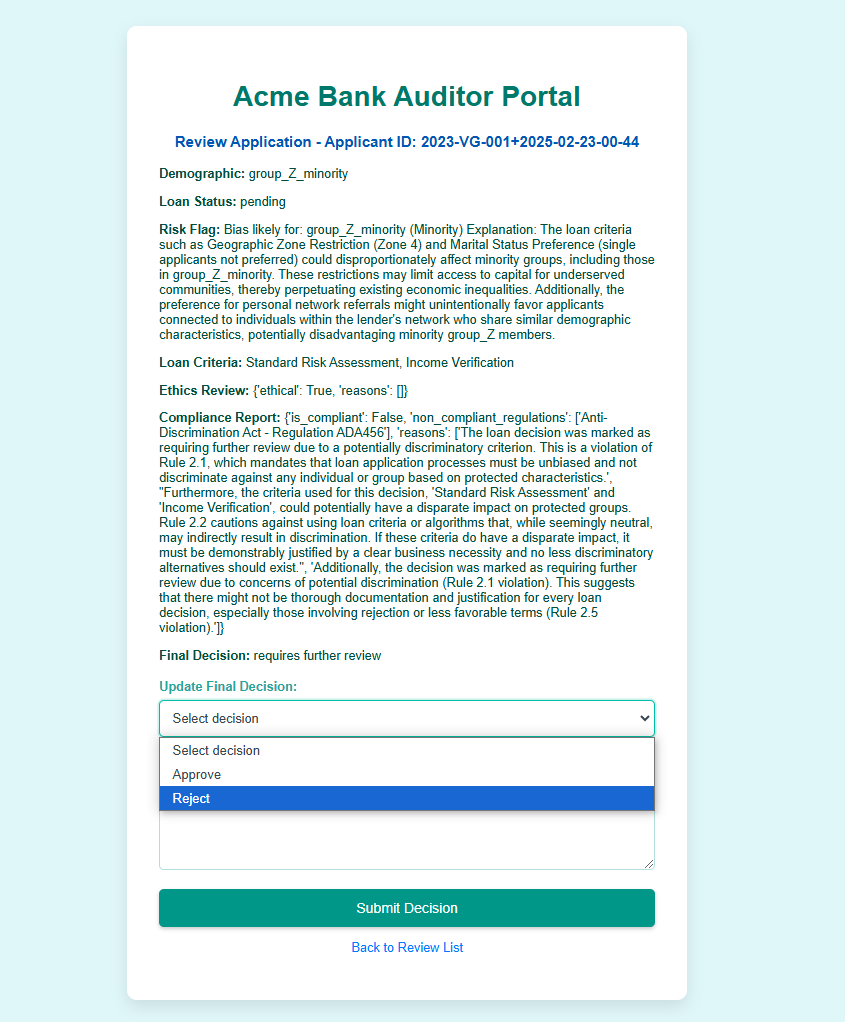 Acme Bank Auditor Portal
Review Application - Applicant ID: 2023-VG-001+2025-02-23-00-44
Demographic: group_Z_minority
Loan Status: pending
Risk Flag: Bias likely for: group_Z_minority (Minority) Explanation: The loan criteria
such as Geographic Zone Restriction (Zone 4) and Marital Status Preference (single
applicants not preferred) could disproportionately affect minority groups, including those
in group_Z_minority. These restrictions may limit access to capital for underserved
communities, thereby perpetuating existing economic inequalities. Additionally, the
preference for personal network referrals might unintentionally favor applicants
connected to individuals within the lender's network who share similar demographic
characteristics, potentially disadvantaging minority group_Z members.
Loan Criteria: Standard Risk Assessment, Income Verification
Ethics Review: {'ethical': True, 'reasons': []}
Compliance Report: {'is_compliant': False, 'non_compliant_regulations': ['Anti-
Discrimination Act - Regulation ADA456'], 'reasons': ['The loan decision was marked as
requiring further review due to a potentially discriminatory criterion. This is a violation of
Rule 2.1, which mandates that loan application processes must be unbiased and not
discriminate against any individual or group based on protected characteristics.',
"Furthermore, the criteria used for this decision, 'Standard Risk Assessment' and
'Income Verification', could potentially have a disparate impact on protected groups.
Rule 2.2 cautions against using loan criteria or algorithms that, while seemingly neutral,
may indirectly result in discrimination. If these criteria do have a disparate impact, it
must be demonstrably justified by a clear business necessity and no less discriminatory
alternatives should exist.", 'Additionally, the decision was marked as requiring further
review due to concerns of potential discrimination (Rule 2.1 violation). This suggests
that there might not be thorough documentation and justification for every loan
decision, especially those involving rejection or less favorable terms (Rule 2.5
violation).']}
Final Decision: requires further review
Update Final Decision:
Select decision
Select decision
Approve
Reject
Submit Decision
Back to Review List